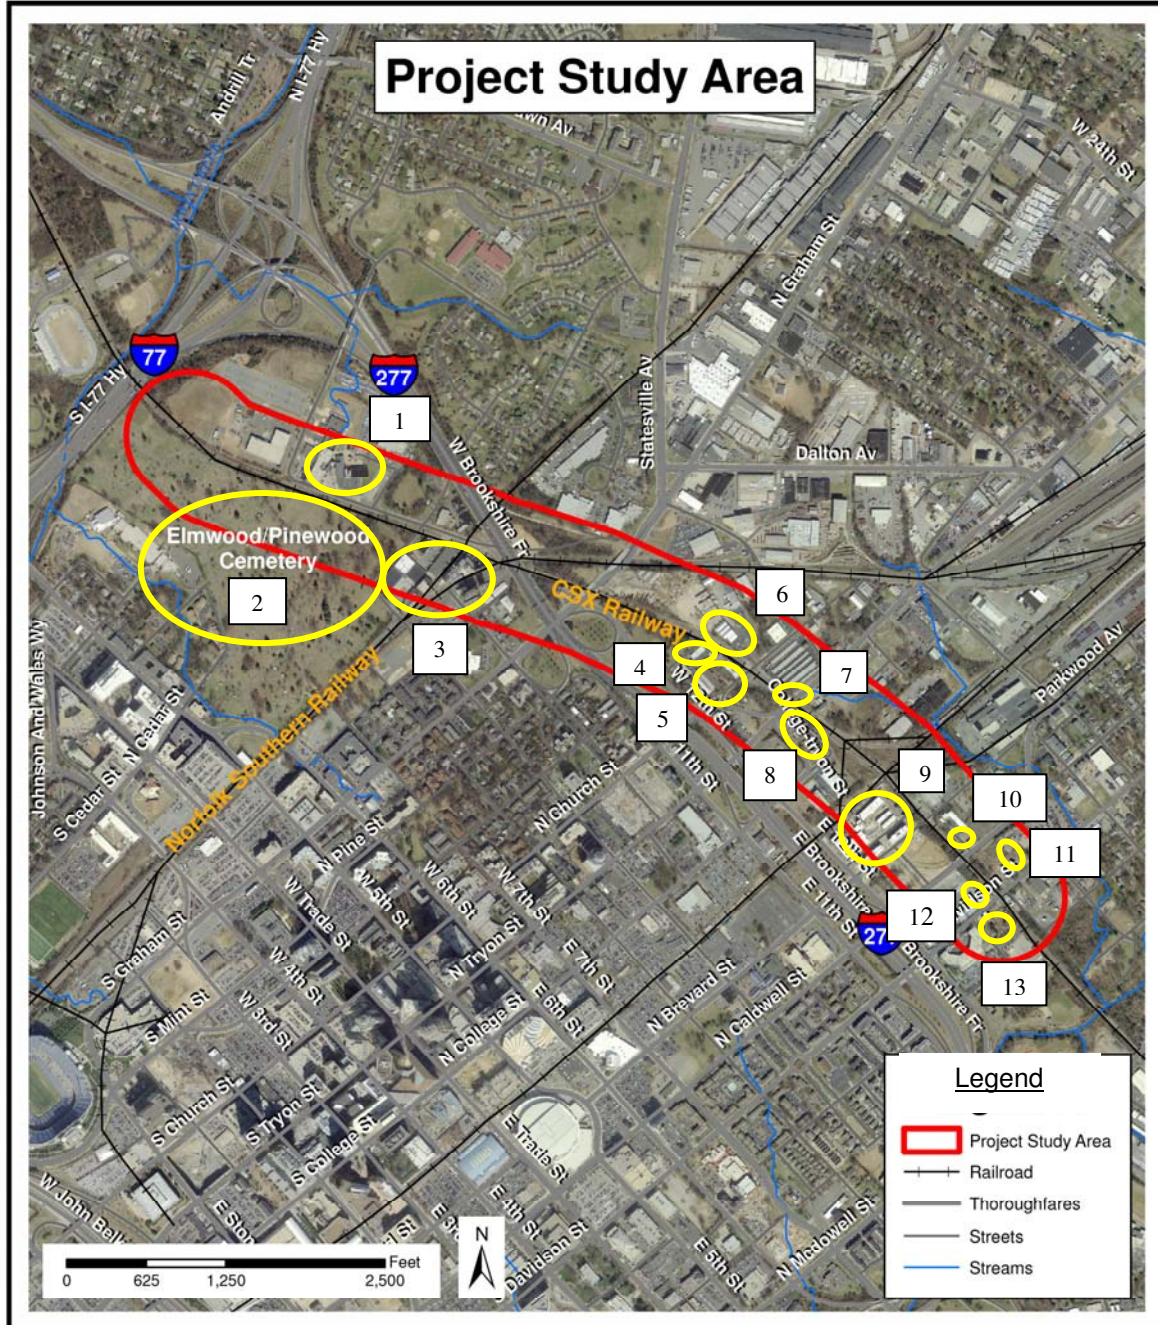 Project Study Area
N I-77 Hy
Andrill Tr
W 24th St
N Graham St
77
S I-77 Hy
277
1
Statesville Av
W Brookshire Fr
Dalton Av
Elmwood/Pinewood
Cemetery
2
3
CSX Railway
6
4
7
Parkwood Av
5
W 12th St
Johnson And Wales Wy
N Cedar St
S Cedar St
Norfolk Southern Railway
11th St
8
9
10
N Church St
N Pine St
W 5th St
W 6th St
W 7th St
W Trade St
11
12
E 11th St
E Brookshire
Brookshire Fr
13
S Graham St
W 4th St
N Tryon St
E 7th St
S Mint St
W 3rd St
N College St
E 6th St
N Brevard St
N Caldwell St
S Church St
S Tryon St
S College St
E Trade St
W John Belk
E 4th St
S Davidson St
E 5th St
N Mcdowell St
Legend
Project Study Area
Railroad
Thoroughfares
Streets
Streams
Feet
0 625 1,250 2,500
N